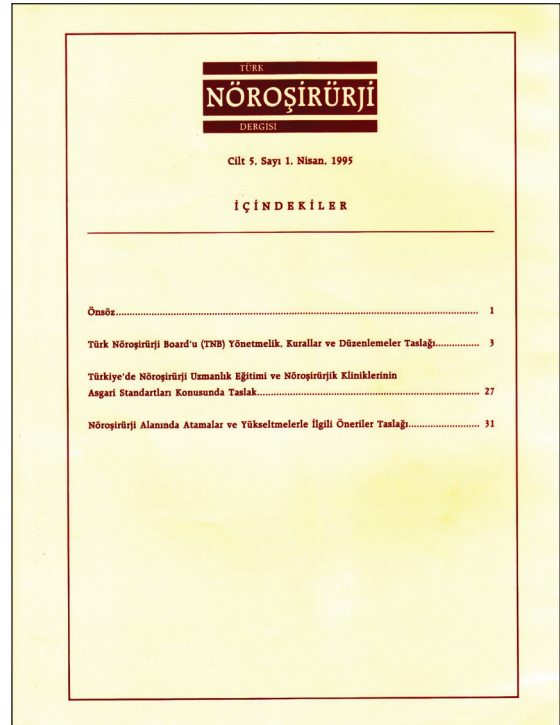 TÜRK
NÖROŞİRÜRJİ
DERGISI
Cilt 5, Sayı 1, Nisan, 1995
İÇİNDEKİLER
Önsöz.......... 1
Türk Nöroşirürji Board'u (TNB) Yönetmelik, Kurallar ve Düzenlemeler Taslağı.......... 3
Türkiye'de Nöroşirürji Uzmanlık Eğitimi ve Nöroşirürjik Kliniklerinin
Asgari Standartları Konusunda Taslak.......... 27
Nöroşirürji Alanında Atamalar ve Yükseltmelerle İlgili Öneriler Taslağı.......... 31